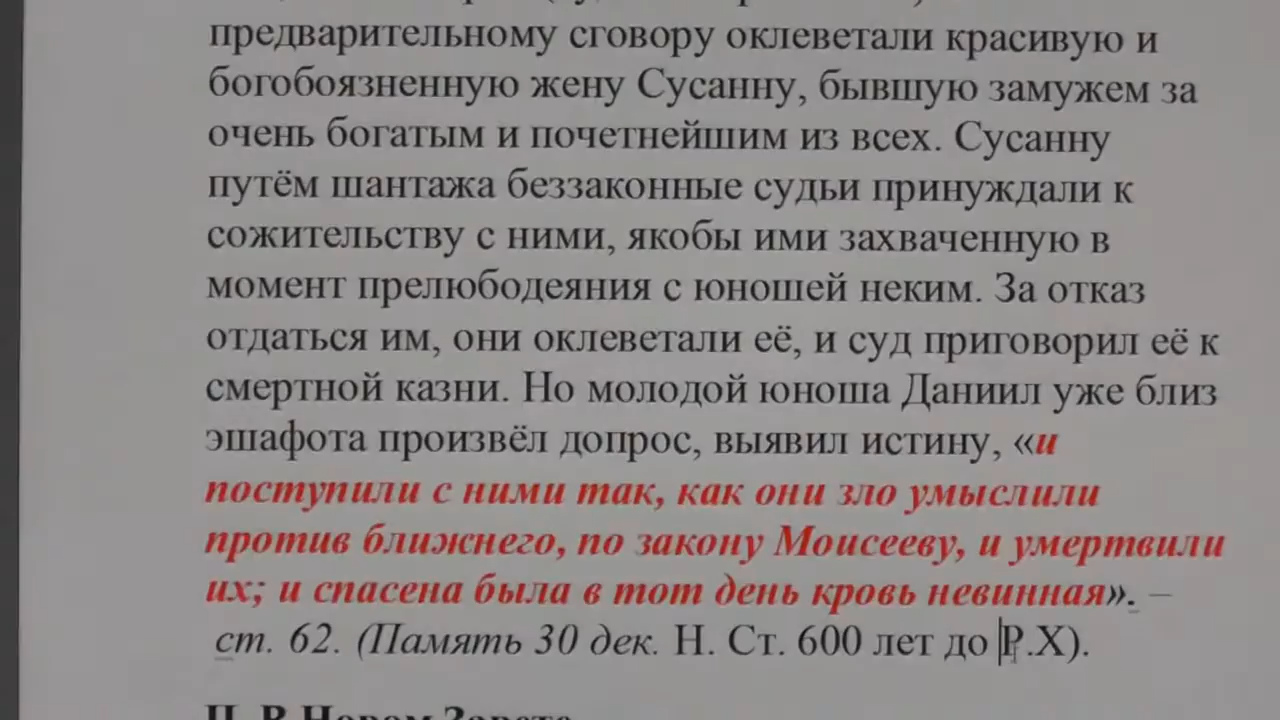 предварительному сговору оклеветали красивую и
богобоязненную жену Сусанну, бывшую замужем за
очень богатым и почетнейшим из всех. Сусанну
путём шантажа беззаконные судьи принуждали к
сожительству с ними, якобы ими захваченную в
момент прелюбодеяния с юношей неким. За отказ
отдаться им, они оклеветали её, и суд приговорил её к
смертной казни. Но молодой юноша Даниил уже близ
эшафота произвёл допрос, выявил истину, «и
поступили с ними так, как они зло умыслили
против ближнего, по закону Моисееву, и умертвили
их; и спасена была в тот день кровь невинная». –
ст. 62. (Память 30 дек. Н. Ст. 600 лет до Р.Х).
В Новом Завете